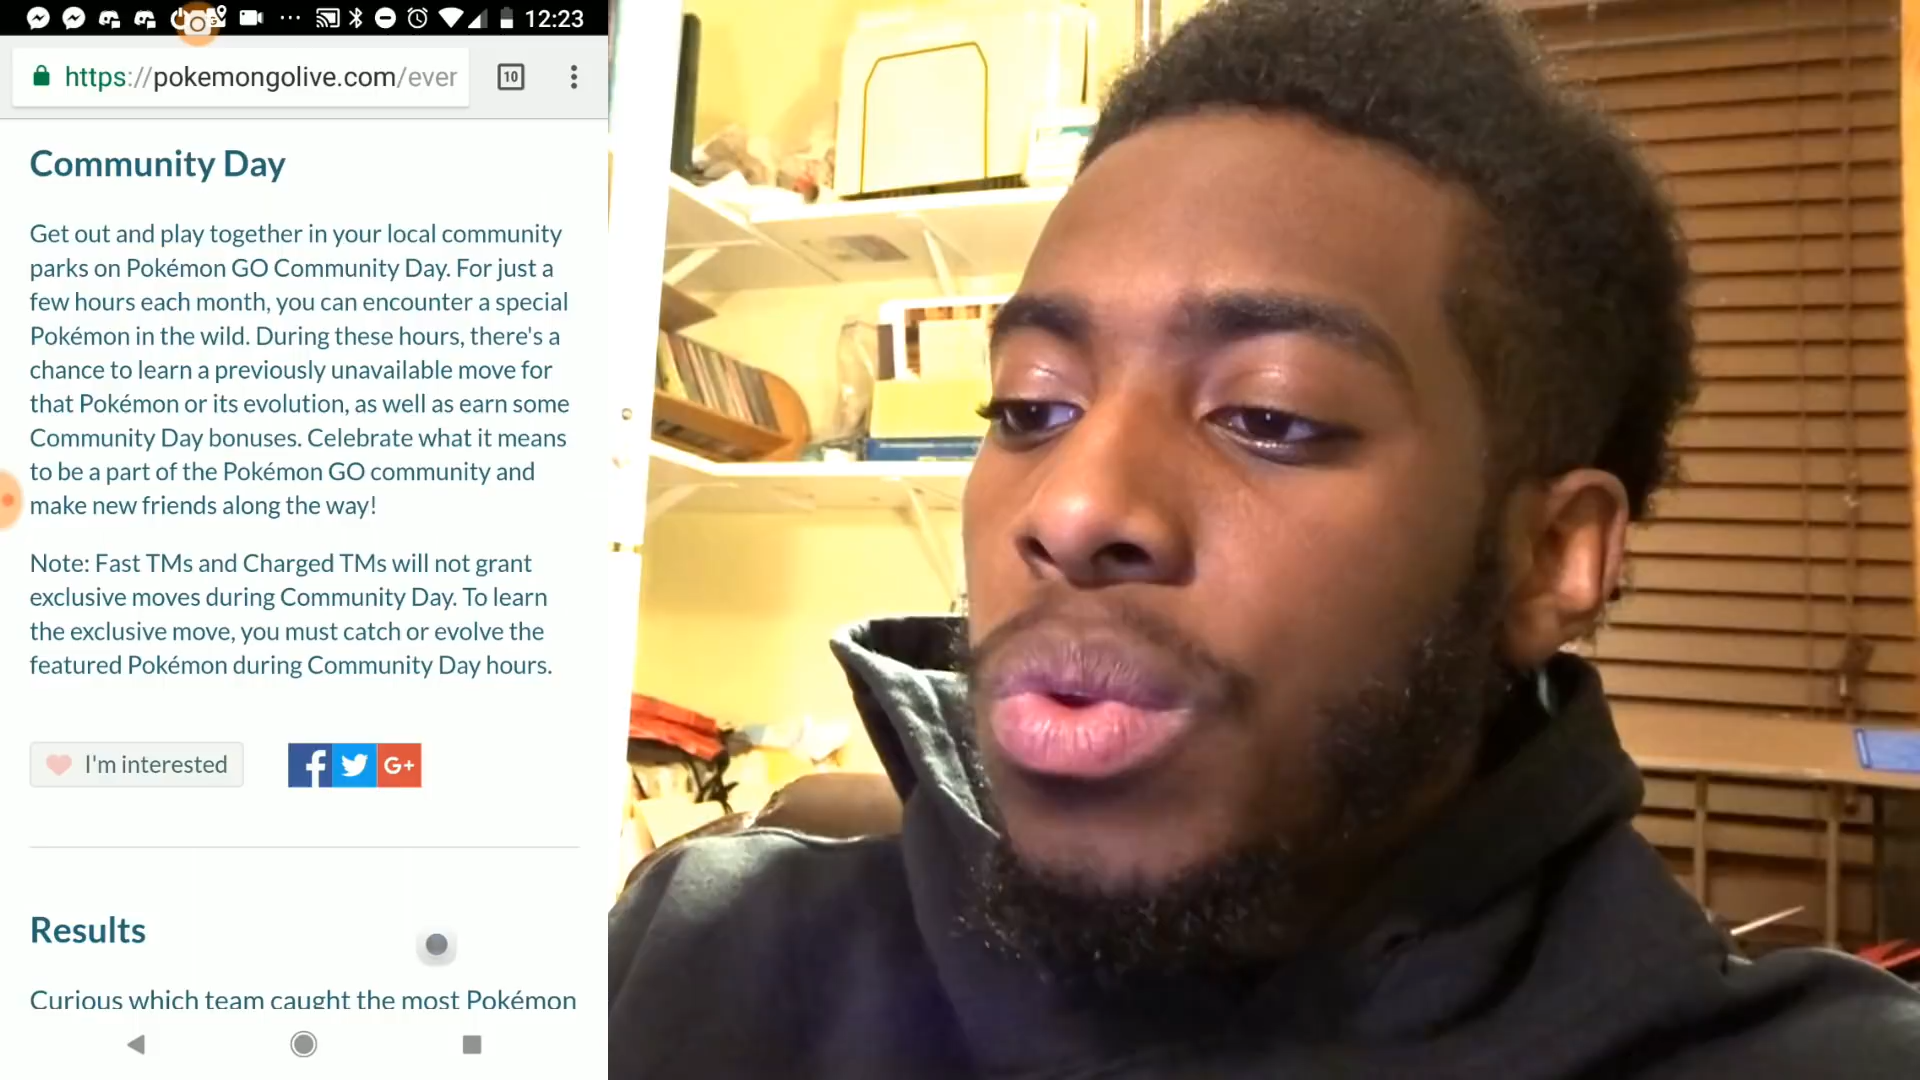 12:23
https://pokemongolive.com/ever
10
Community Day
Get out and play together in your local community
parks on Pokémon GO Community Day. For just a
few hours each month, you can encounter a special
Pokémon in the wild. During these hours, there's a
chance to learn a previously unavailable move for
that Pokémon or its evolution, as well as earn some
Community Day bonuses. Celebrate what it means
to be a part of the Pokémon GO community and
make new friends along the way!
Note: Fast TMs and Charged TMs will not grant
exclusive moves during Community Day. To learn
the exclusive move, you must catch or evolve the
featured Pokémon during Community Day hours.
I'm interested
G+
Results
Curious which team caught the most Pokémon